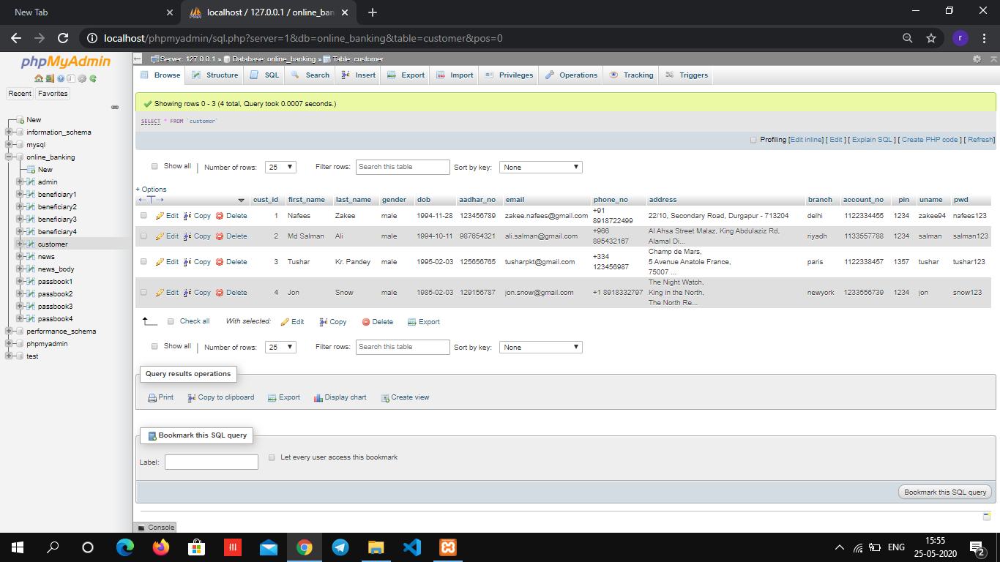 New Tab
localhost / 127.0.0.1 / online_ban
localhost/phpmyadmin/sql.php?server=1&db=online_banking&table=customer&pos=0
r
phpMyAdmin
Recent Favorites
New
information_schema
mysql
online_banking
New
admin
beneficiary1
beneficiary2
beneficiary3
beneficiary4
customer
news
news_body
passbook1
passbook2
passbook3
passbook4
performance_schema
phpmyadmin
test
Server: 127.0.0.1 » Database: online_banking » Table: customer
Browse Structure SQL Search Insert Export Import Privileges Operations Tracking Triggers
Showing rows 0 - 3 (4 total, Query took 0.0007 seconds.)
SELECT * FROM `customer`
Profiling [Edit inline] [ Edit ] [ Explain SQL ] [ Create PHP code ] [ Refresh]
Show all | Number of rows: 25 Filter rows: Search this table Sort by key: None
+ Options
cust_id first_name last_name gender dob aadhar_no email phone_no address branch account_no pin uname pwd
Edit Copy Delete 1 Nafees Zakee male 1994-11-28 123456789 zakee.nafees@gmail.com +91 8918722499 22/10, Secondary Road, Durgapur - 713204 delhi 1122334455 1234 zakee94 nafees123
Edit Copy Delete 2 Md Salman Ali male 1994-10-11 987654321 ali.salman@gmail.com +966 895432167 Al Ahsa Street Malaz, King Abdulaziz Rd, Alamal Di... riyadh 1133557788 1234 salman salman123
Edit Copy Delete 3 Tushar Kr. Pandey male 1995-02-03 125656765 tusharpkt@gmail.com +334 123456987 Champ de Mars, 5 Avenue Anatole France, 75007 ... paris 1122338457 1357 tushar tushar123
Edit Copy Delete 4 Jon Snow male 1985-02-03 129156787 jon.snow@gmail.com +1 8918332797 The Night Watch, King in the North, The North Re... newyork 1233556739 1234 jon snow123
Check all With selected: Edit Copy Delete Export
Show all | Number of rows: 25 Filter rows: Search this table Sort by key: None
Query results operations
Print Copy to clipboard Export Display chart Create view
Bookmark this SQL query
Label: Let every user access this bookmark
Bookmark this SQL query
Console
ENG 15:55
25-05-2020
2